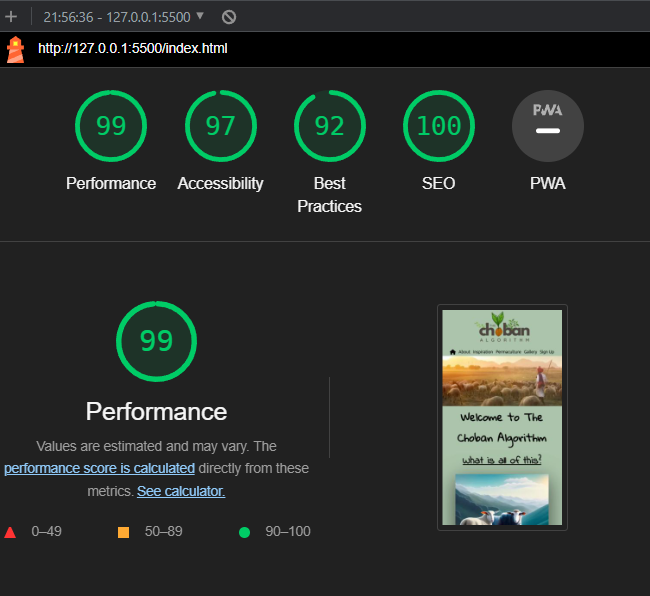 21:56:36 - 127.0.0.1:5500
http://127.0.0.1:5500/index.html
99
97
92
100
PWA
Performance
Accessibility
Best
Practices
SEO
PWA
99
Performance
Values are estimated and may vary. The
performance score is calculated directly from these
metrics. See calculator.
0–49
50–89
90–100
choban
ALGORITHM
About Inspiration Permaculture Gallery Sign Up
Welcome to The
Choban Algorithm
what is all of this?